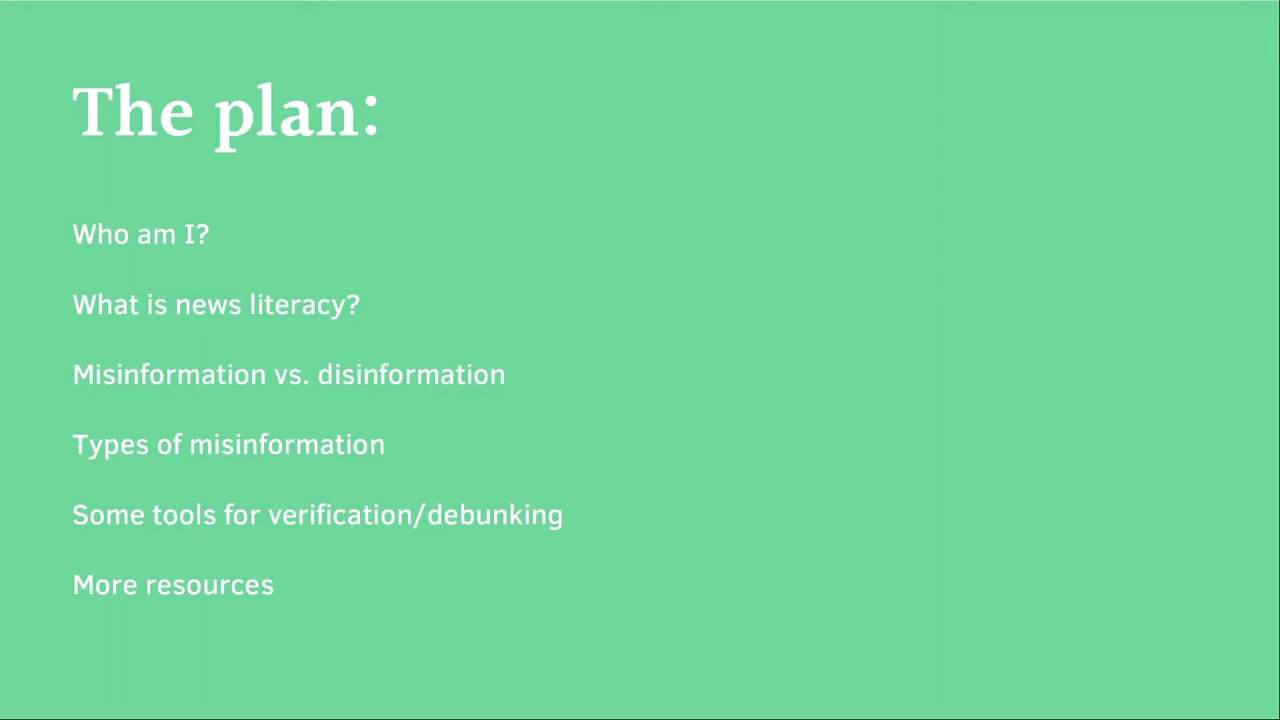 The plan:
Who am I?
What is news literacy?
Misinformation vs. disinformation
Types of misinformation
Some tools for verification/debunking
More resources